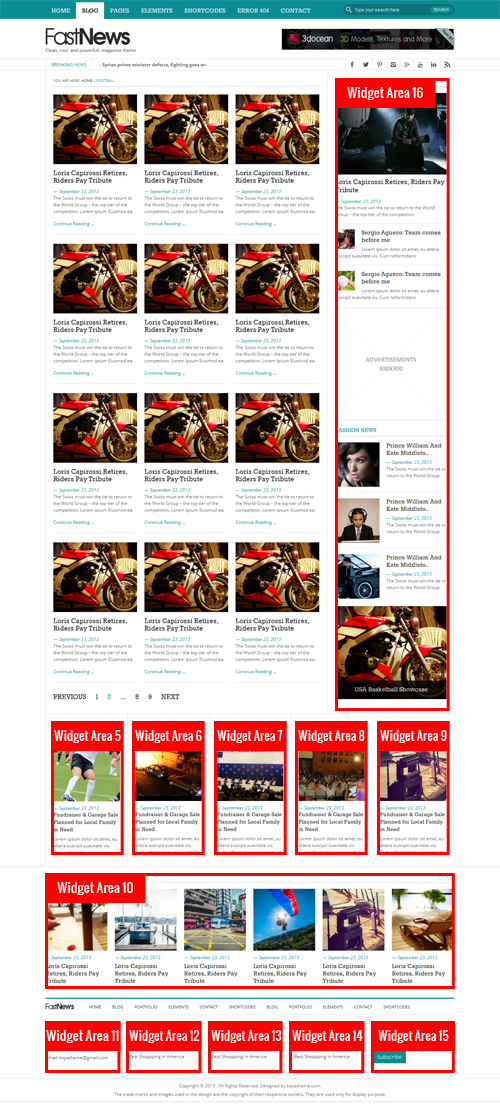 HOME BLOG PAGES ELEMENTS SHORTCODES ERROR 404 CONTACT
Type your search here
SEARCH
FastNews
Clean, cool and powerfull magazine theme
3docean
3D Models, Textures and More
BREAKING NEWS
Syrian prime minister defects, fighting goes on
YOU ARE HERE: HOME / FOOTBALL
Loris Capirossi Retires,
Riders Pay Tribute
— September 23, 2013
The Swiss must win the tie to return to
the World Group – the top tier of the
competition. Lorem ipsum Eiusmod ea.
Continue Reading ...
Loris Capirossi Retires,
Riders Pay Tribute
— September 23, 2013
The Swiss must win the tie to return to
the World Group – the top tier of the
competition. Lorem ipsum Eiusmod ea.
Continue Reading ...
Loris Capirossi Retires,
Riders Pay Tribute
— September 23, 2013
The Swiss must win the tie to return to
the World Group – the top tier of the
competition. Lorem ipsum Eiusmod ea.
Continue Reading ...
Loris Capirossi Retires,
Riders Pay Tribute
— September 23, 2013
The Swiss must win the tie to return to
the World Group – the top tier of the
competition. Lorem ipsum Eiusmod ea.
Continue Reading ...
Loris Capirossi Retires,
Riders Pay Tribute
— September 23, 2013
The Swiss must win the tie to return to
the World Group – the top tier of the
competition. Lorem ipsum Eiusmod ea.
Continue Reading ...
Loris Capirossi Retires,
Riders Pay Tribute
— September 23, 2013
The Swiss must win the tie to return to
the World Group – the top tier of the
competition. Lorem ipsum Eiusmod ea.
Continue Reading ...
Loris Capirossi Retires,
Riders Pay Tribute
— September 23, 2013
The Swiss must win the tie to return to
the World Group – the top tier of the
competition. Lorem ipsum Eiusmod ea.
Continue Reading ...
Loris Capirossi Retires,
Riders Pay Tribute
— September 23, 2013
The Swiss must win the tie to return to
the World Group – the top tier of the
competition. Lorem ipsum Eiusmod ea.
Continue Reading ...
Loris Capirossi Retires,
Riders Pay Tribute
— September 23, 2013
The Swiss must win the tie to return to
the World Group – the top tier of the
competition. Lorem ipsum Eiusmod ea.
Continue Reading ...
Loris Capirossi Retires,
Riders Pay Tribute
— September 23, 2013
The Swiss must win the tie to return to
the World Group – the top tier of the
competition. Lorem ipsum Eiusmod ea.
Continue Reading ...
Loris Capirossi Retires,
Riders Pay Tribute
— September 23, 2013
The Swiss must win the tie to return to
the World Group – the top tier of the
competition. Lorem ipsum Eiusmod ea.
Continue Reading ...
Loris Capirossi Retires,
Riders Pay Tribute
— September 23, 2013
The Swiss must win the tie to return to
the World Group – the top tier of the
competition. Lorem ipsum Eiusmod ea.
Continue Reading ...
PREVIOUS 1 2 ... 8 9 NEXT
Widget Area 16
Loris Capirossi Retires, Riders Pay
Tribute
September 23, 2013
The Swiss must win the tie to return to the World
Group – the top tier of the competition
Sergio Aguero: Team comes
before me
Lorem ipsum dolor sit amet, eu altera
suscipit suavitate vix. Cum reformidans
Sergio Aguero: Team comes
before me
Lorem ipsum dolor sit amet, eu altera
suscipit suavitate vix. Cum reformidans
ADVERTISEMENTS
300X300
FASHION NEWS
Prince William And
Kate Middleto..
— September 23, 2013
The Swiss must win the tie to
return to the World Group
Prince William And
Kate Middleto..
— September 23, 2013
The Swiss must win the tie to
return to the World Group
Prince William And
Kate Middleto..
— September 23, 2013
The Swiss must win the tie to
return to the World Group
USA Basketball Showcase
Widget Area 5
— September 23, 2013
Fundraiser & Garage Sale
Planned for Local Family
in Need
Lorem ipsum dolor sit amet, eu
altera suscipit suavitate vix.
Widget Area 6
— September 23, 2013
Fundraiser & Garage Sale
Planned for Local Family
in Need
Lorem ipsum dolor sit amet, eu
altera suscipit suavitate vix.
Widget Area 7
— September 23, 2013
Fundraiser & Garage Sale
Planned for Local Family
in Need
Lorem ipsum dolor sit amet, eu
altera suscipit suavitate vix.
Widget Area 8
— September 23, 2013
Fundraiser & Garage Sale
Planned for Local Family
in Need
Lorem ipsum dolor sit amet, eu
altera suscipit suavitate vix.
Widget Area 9
— September 23, 2013
Fundraiser & Garage Sale
Planned for Local Family
in Need
Lorem ipsum dolor sit amet, eu
altera suscipit suavitate vix.
Widget Area 10
— September 23, 2013
Loris Capirossi
Retires, Riders Pay
Tribute
— September 23, 2013
Loris Capirossi
Retires, Riders Pay
Tribute
— September 23, 2013
Loris Capirossi
Retires, Riders Pay
Tribute
— September 23, 2013
Loris Capirossi
Retires, Riders Pay
Tribute
— September 23, 2013
Loris Capirossi
Retires, Riders Pay
Tribute
— September 23, 2013
Loris Capirossi
Retires, Riders Pay
Tribute
FastNews HOME BLOG PORTFOLIO ELEMENTS CONTACT SHORTCODES PORTFOLIO ELEMENTS CONTACT SHORTCODES
Widget Area 11
Email: kopatheme@gmail.com
Widget Area 12
Best Shoppping in America
Widget Area 13
Best Shoppping in America
Widget Area 14
Best Shoppping in America
Widget Area 15
Subscribe
Copyright © 2013 . All Rights Reserved. Designed by kopatheme.com.
The trade marks and images used in the design are the copyright of their respective owners. They are used only for display purpose.